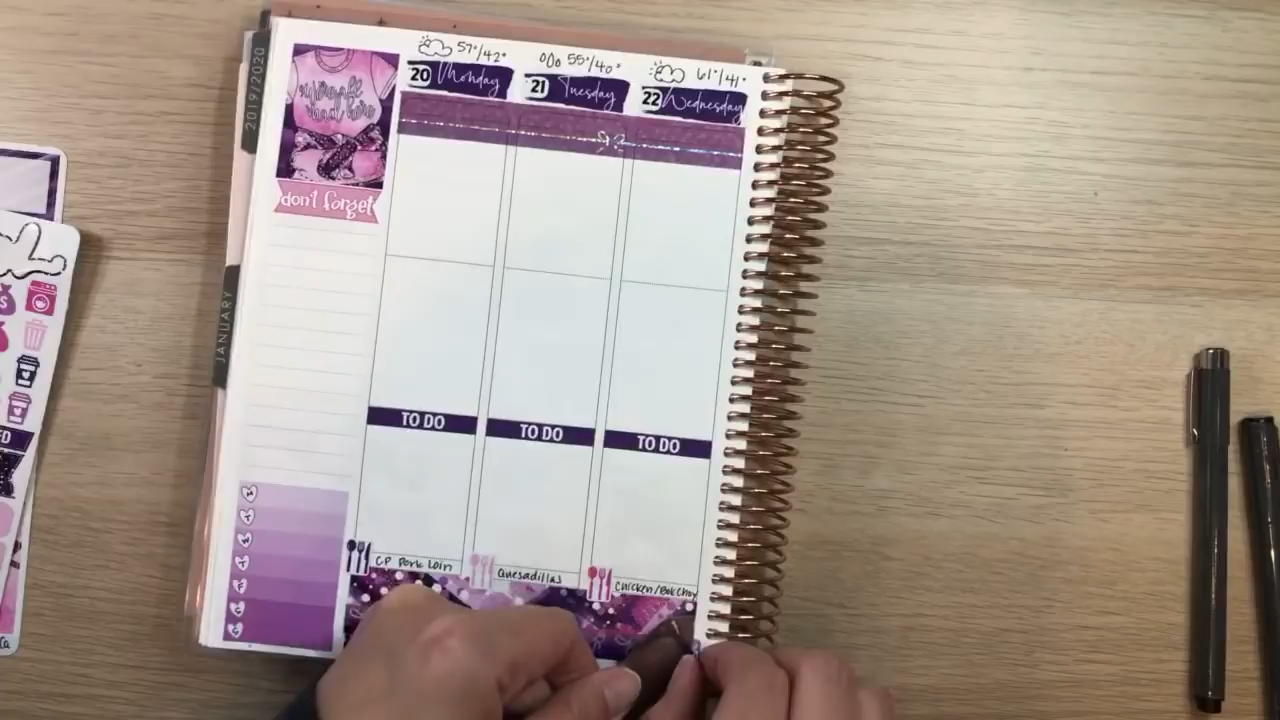 2019/2020
JANUARY
57°/42°
55°/40°
61°/41°
20 Monday
21 Tuesday
22 Wednesday
don't forget
TO DO
TO DO
TO DO
CP Pork Loin
Quesadillas
Chicken/Bok Choy